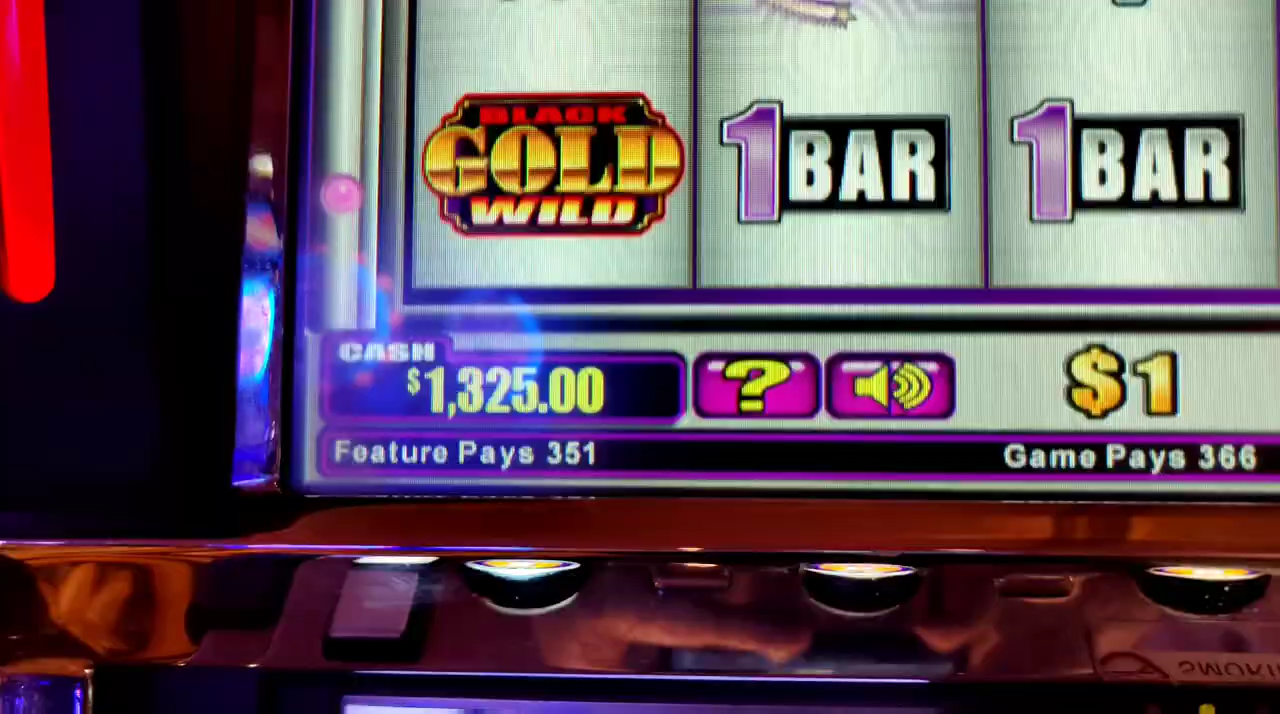 BLACK
GOLD
WILD
1 BAR
1 BAR
CASH
$1,325.00
?
$1
Feature Pays 351
Game Pays 366